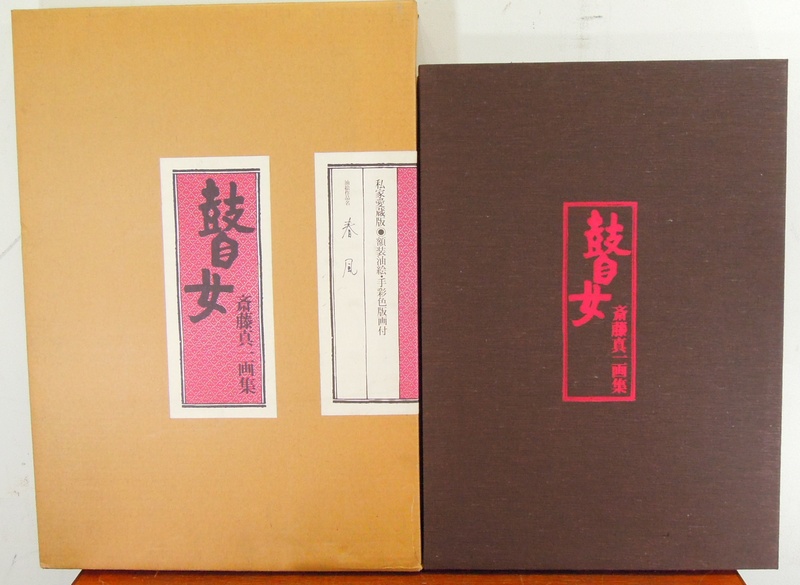 瞽女
斎藤真一画集
私家愛蔵版●額装油絵・手彩色版画付
春風
瞽女
斎藤真一画集